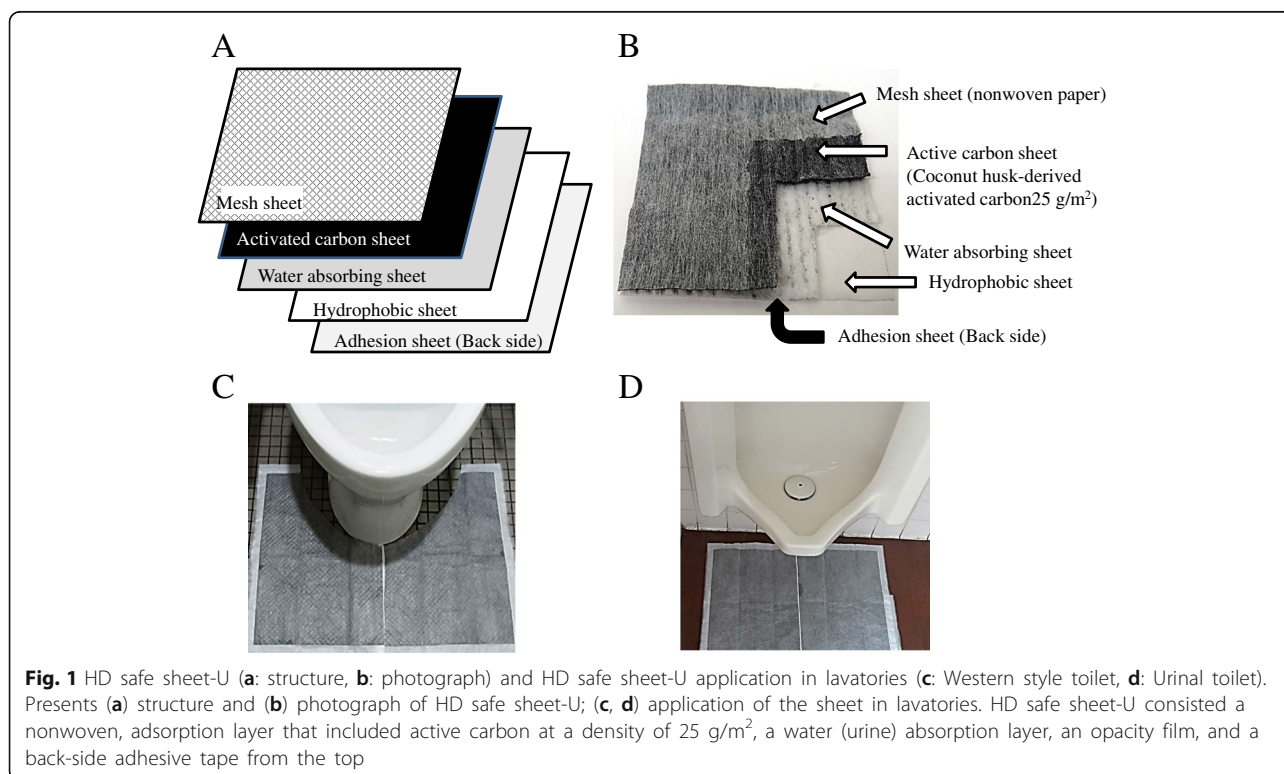 A
Mesh sheet
Activated carbon sheet
Water absorbing sheet
Hydrophobic sheet
Adhesion sheet (Back side)
B
Mesh sheet (nonwoven paper)
Active carbon sheet
(Coconut husk-derived
activated carbon25 g/m²)
Water absorbing sheet
Hydrophobic sheet
Adhesion sheet (Back side)
C
D
Fig. 1 HD safe sheet-U (a: structure, b: photograph) and HD safe sheet-U application in lavatories (c: Western style toilet, d: Urinal toilet).
Presents (a) structure and (b) photograph of HD safe sheet-U; (c, d) application of the sheet in lavatories. HD safe sheet-U consisted a
nonwoven, adsorption layer that included active carbon at a density of 25 g/m², a water (urine) absorption layer, an opacity film, and a
back-side adhesive tape from the top